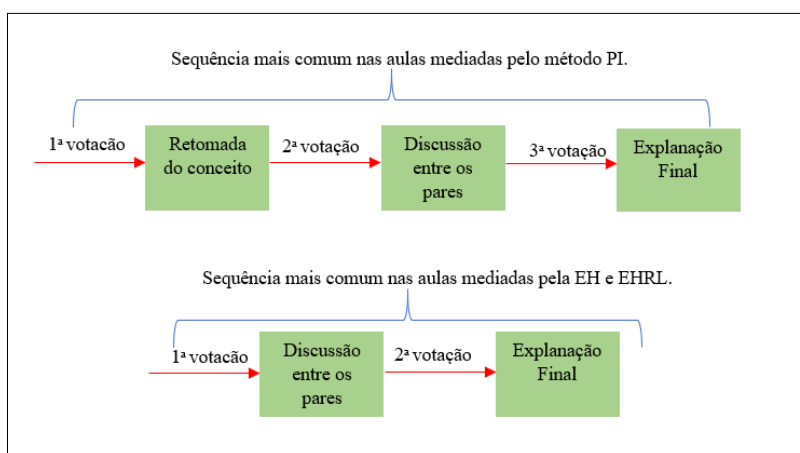 Sequência mais comum nas aulas mediadas pelo método PI.
1ª votacão
Retomada
do conceito
2ª votação
Discussão
entre os
pares
3ª votação
Explanação
Final
Sequência mais comum nas aulas mediadas pela EH e EHRL.
1ª votacão
Discussão
entre os
pares
2ª votação
Explanação
Final